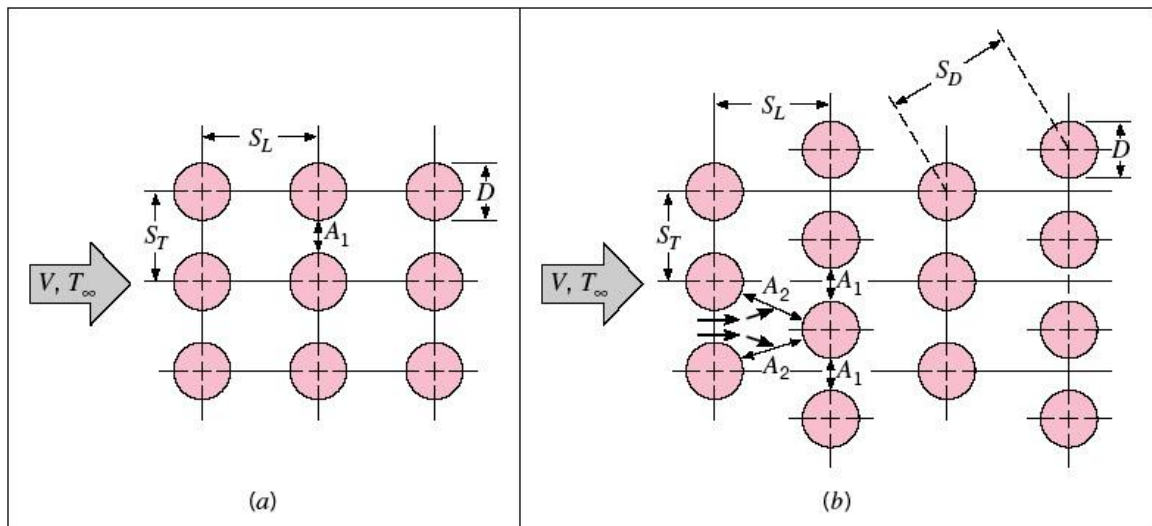 S_L
D
S_T
A_1
V, T_∞
(a)
S_D
S_L
D
S_T
A_2
A_1
V, T_∞
A_2
A_1
(b)